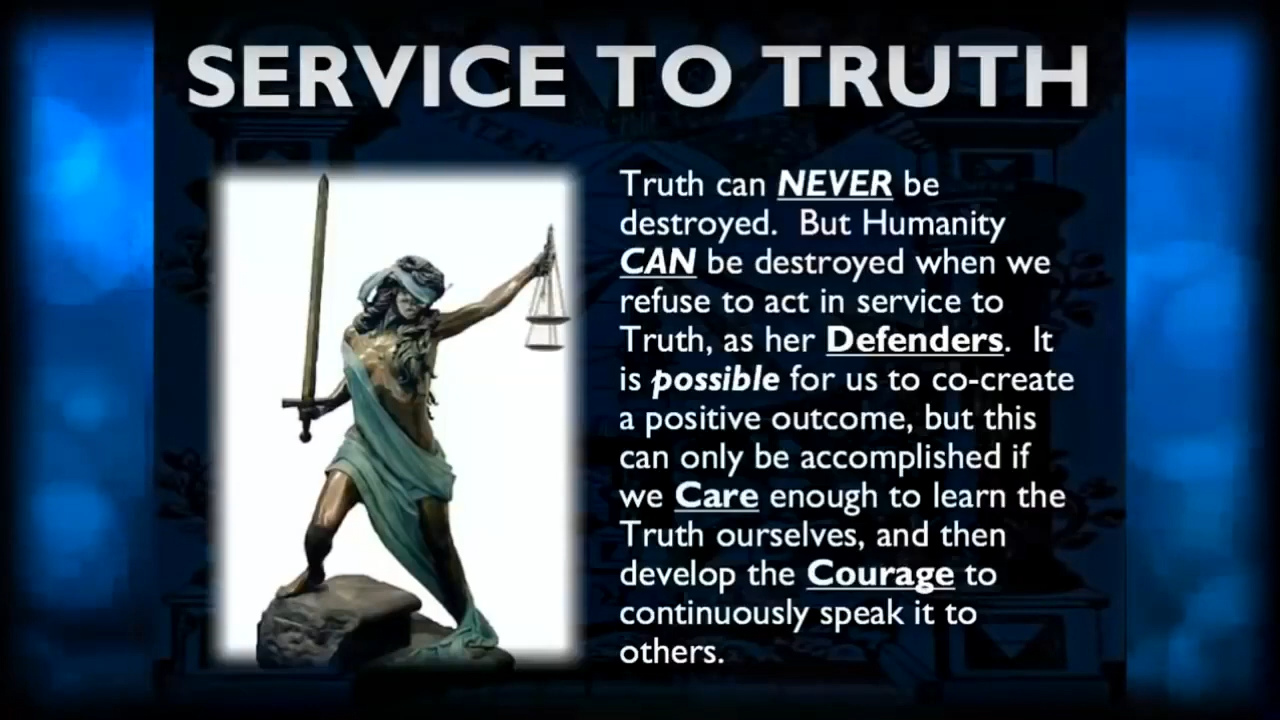 SERVICE TO TRUTH
Truth can NEVER be
destroyed.  But Humanity
CAN be destroyed when we
refuse to act in service to
Truth, as her Defenders.  It
is possible for us to co-create
a positive outcome, but this
can only be accomplished if
we Care enough to learn the
Truth ourselves, and then
develop the Courage to
continuously speak it to
others.